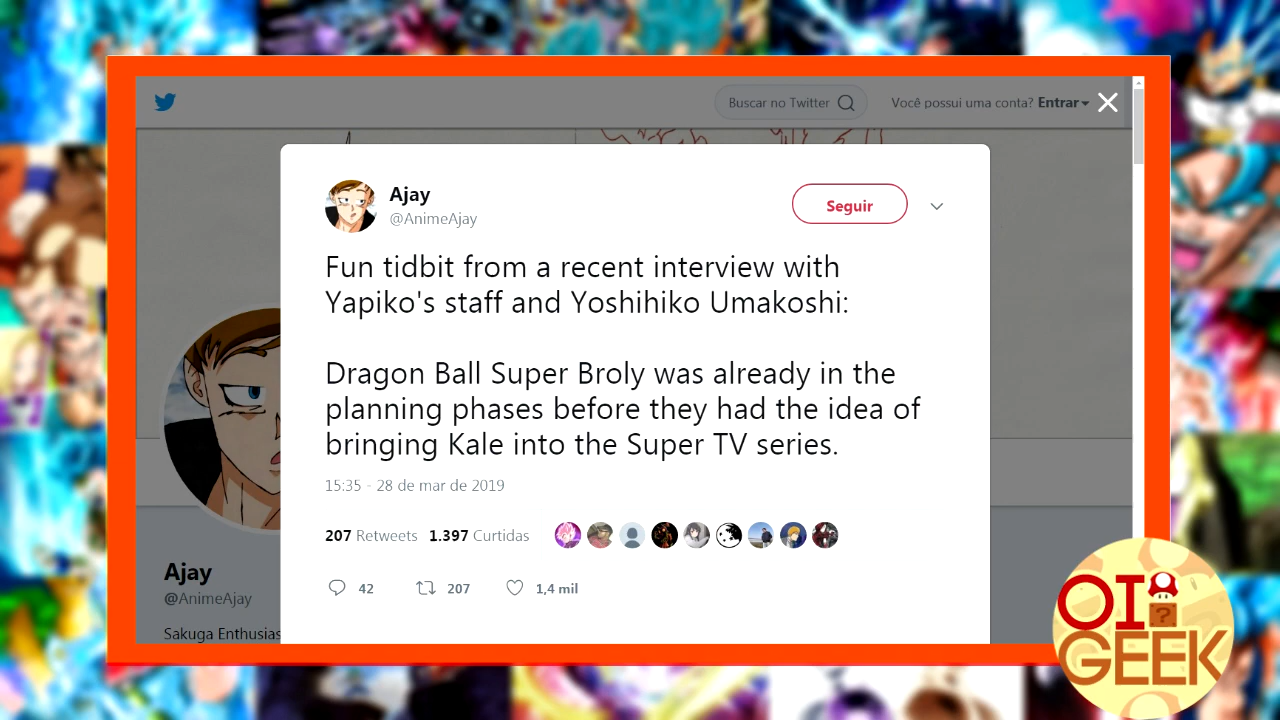 Buscar no Twitter
Você possui uma conta? Entrar
Ajay
@AnimeAjay
Seguir
Fun tidbit from a recent interview with
Yapiko's staff and Yoshihiko Umakoshi:
Dragon Ball Super Broly was already in the
planning phases before they had the idea of
bringing Kale into the Super TV series.
15:35 - 28 de mar de 2019
207 Retweets 1.397 Curtidas
42 207 1,4 mil
Ajay
@AnimeAjay
Sakuga Enthusias
OI
?
GEEK